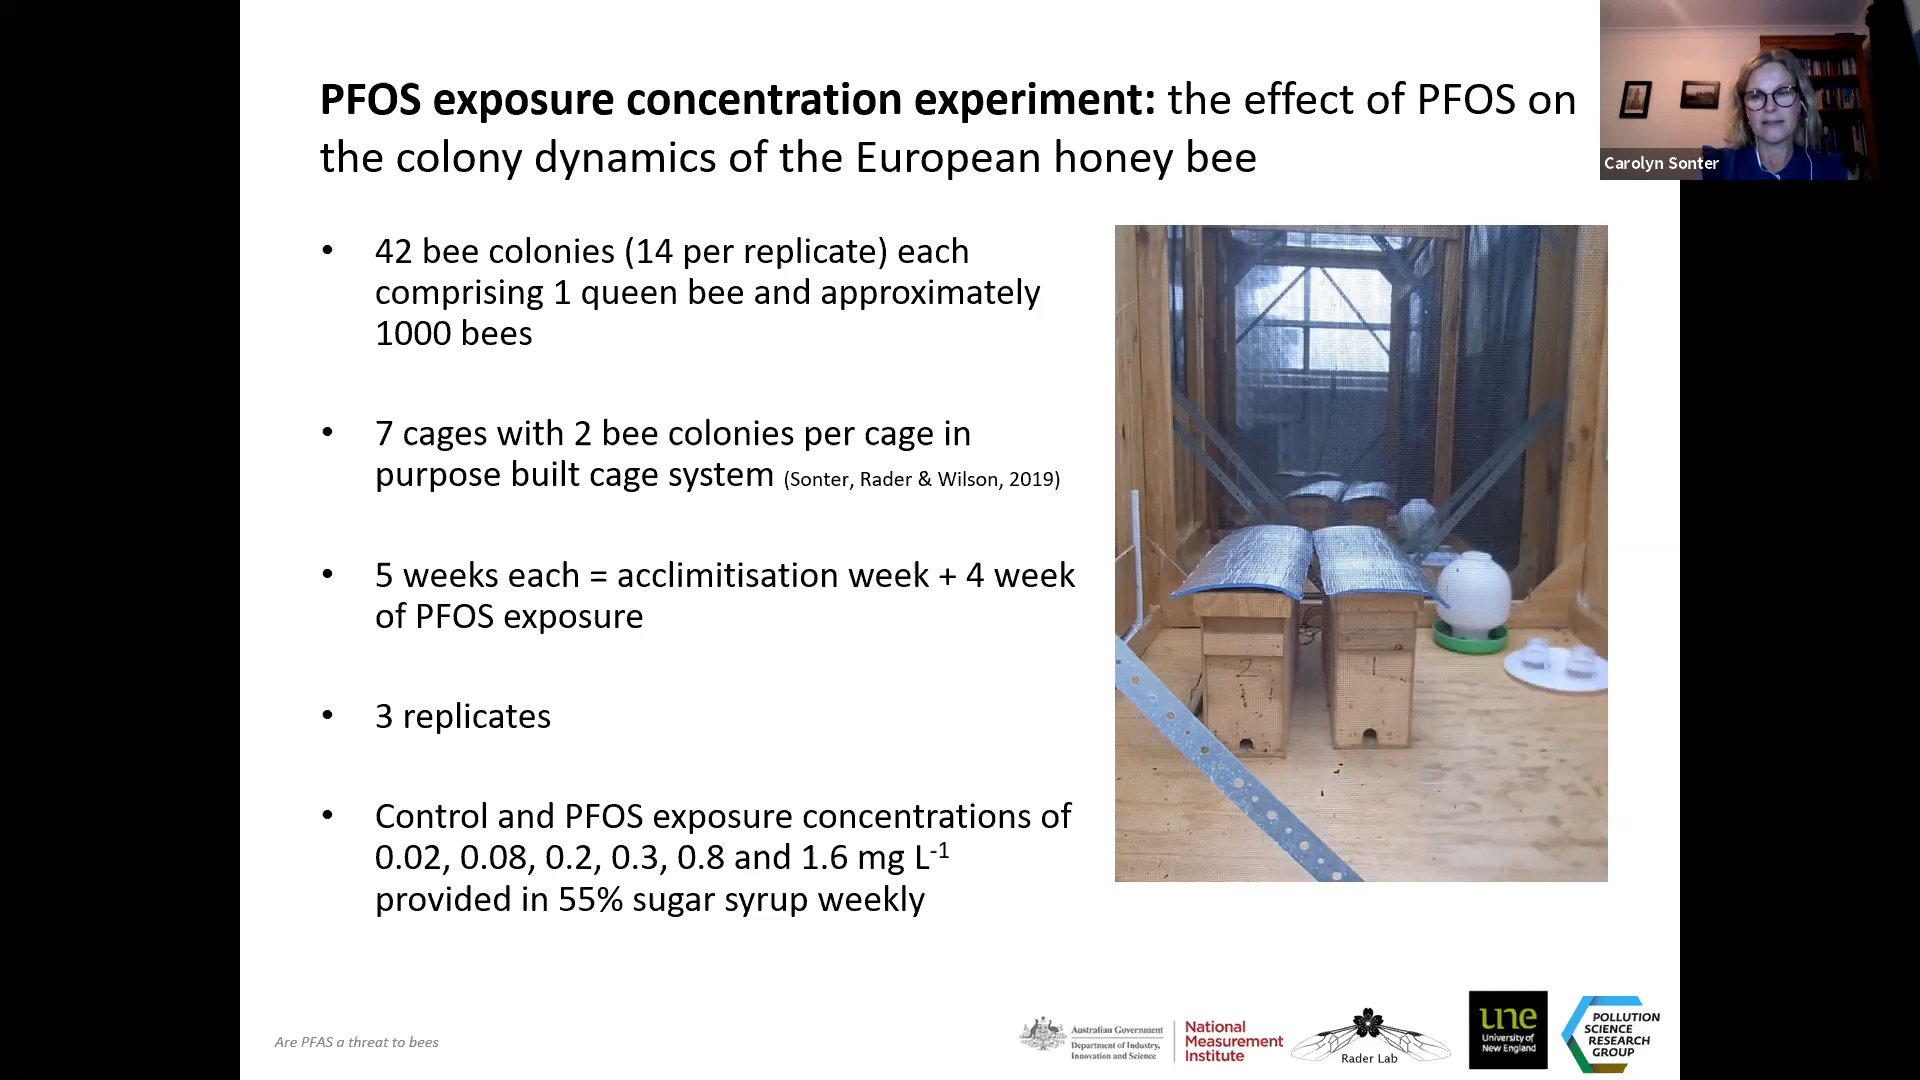 PFOS exposure concentration experiment: the effect of PFOS on
the colony dynamics of the European honey bee
Carolyn Sonter
• 42 bee colonies (14 per replicate) each
comprising 1 queen bee and approximately
1000 bees
• 7 cages with 2 bee colonies per cage in
purpose built cage system (Sonter, Rader & Wilson, 2019)
• 5 weeks each = acclimitisation week + 4 week
of PFOS exposure
• 3 replicates
• Control and PFOS exposure concentrations of
0.02, 0.08, 0.2, 0.3, 0.8 and 1.6 mg L-1
provided in 55% sugar syrup weekly
2
1
Are PFAS a threat to bees
Australian Government
Department of Industry,
Innovation and Science
National
Measurement
Institute
Rader Lab
une
University of
New England
POLLUTION
SCIENCE
RESEARCH
GROUP